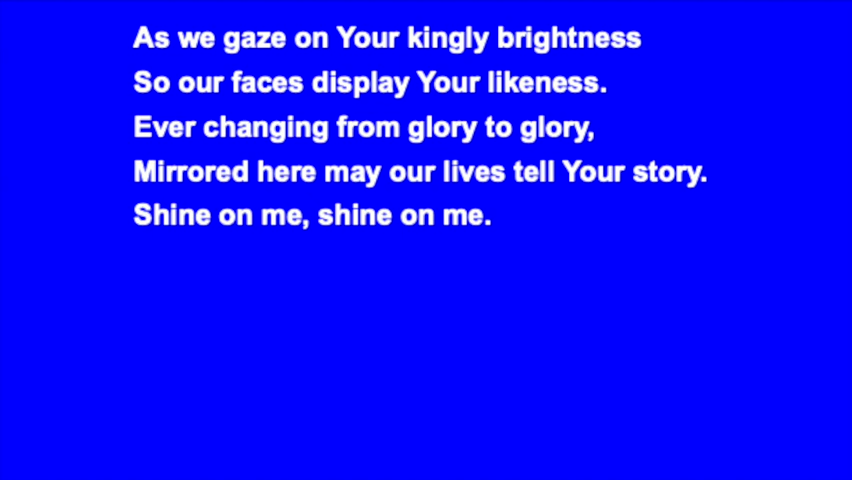 As we gaze on Your kingly brightness
So our faces display Your likeness.
Ever changing from glory to glory,
Mirrored here may our lives tell Your story.
Shine on me, shine on me.